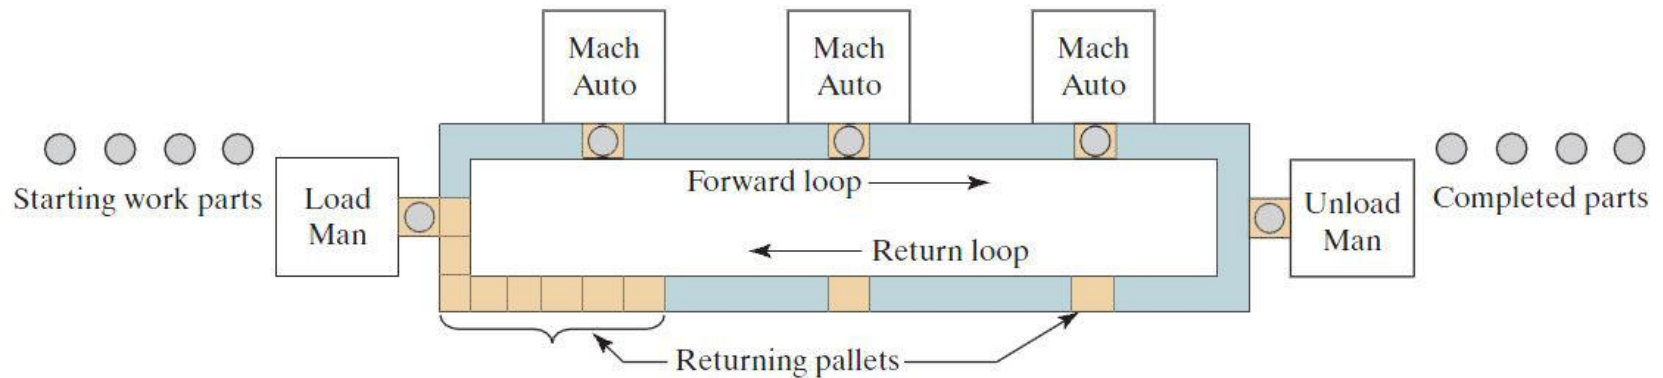 Mach
Auto
Mach
Auto
Mach
Auto
Starting work parts
Load
Man
Forward loop
Return loop
Unload
Man
Completed parts
Returning pallets